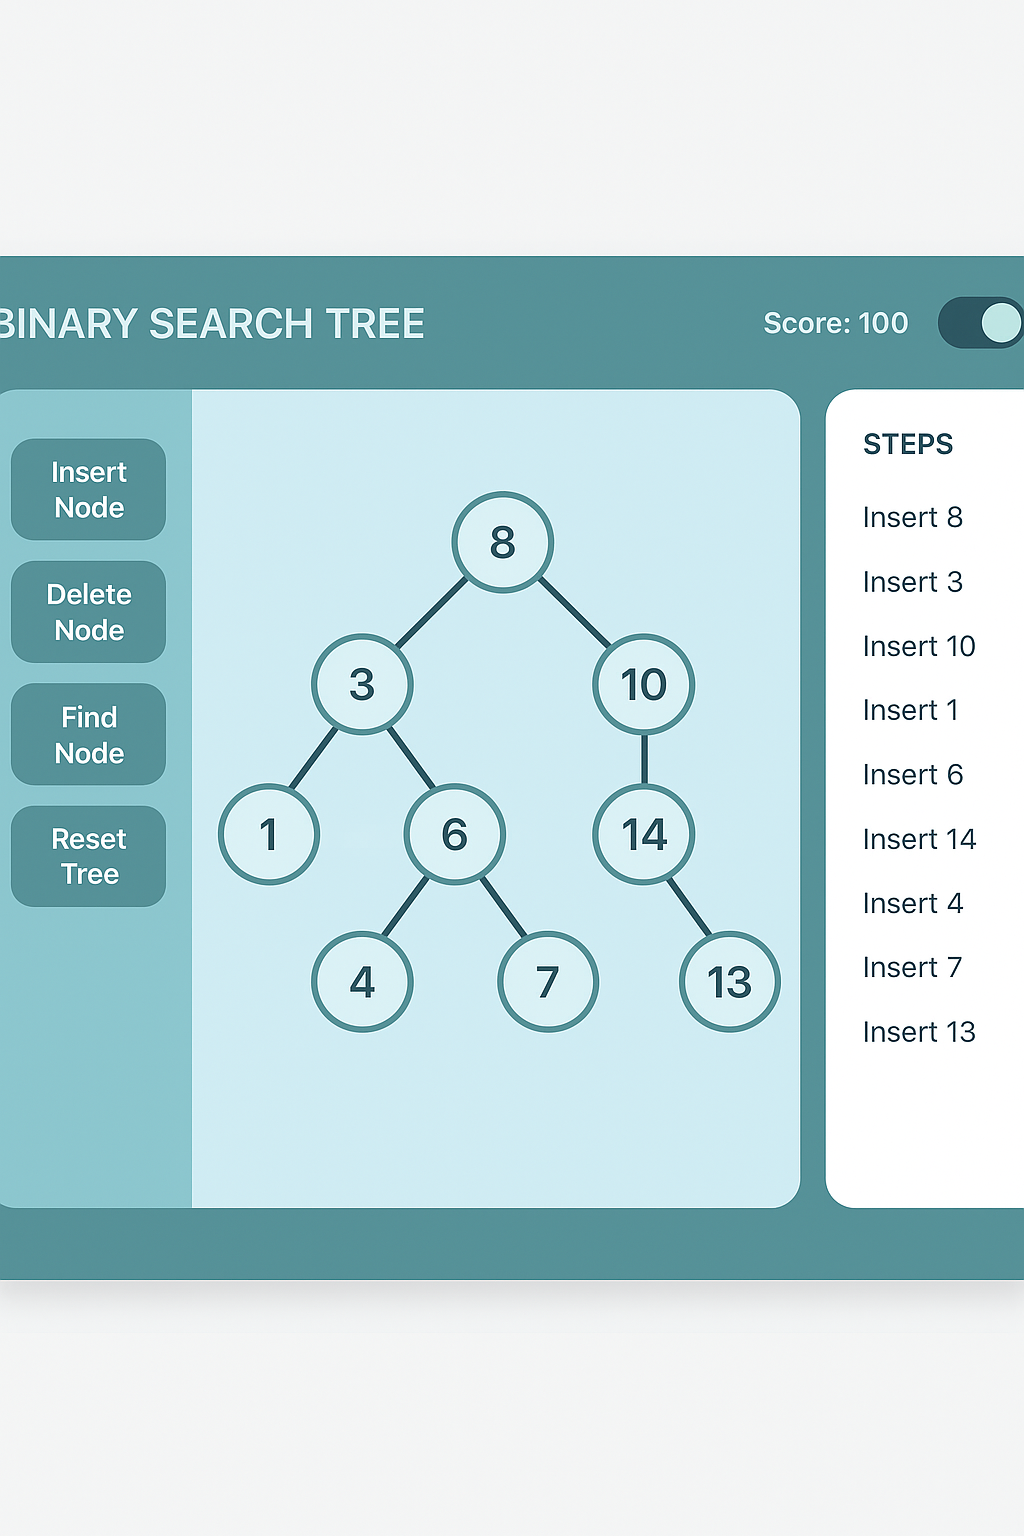 BINARY SEARCH TREE
Score: 100
Insert
Node
Delete
Node
Find
Node
Reset
Tree
8
3
10
1
6
14
4
7
13
STEPS
Insert 8
Insert 3
Insert 10
Insert 1
Insert 6
Insert 14
Insert 4
Insert 7
Insert 13